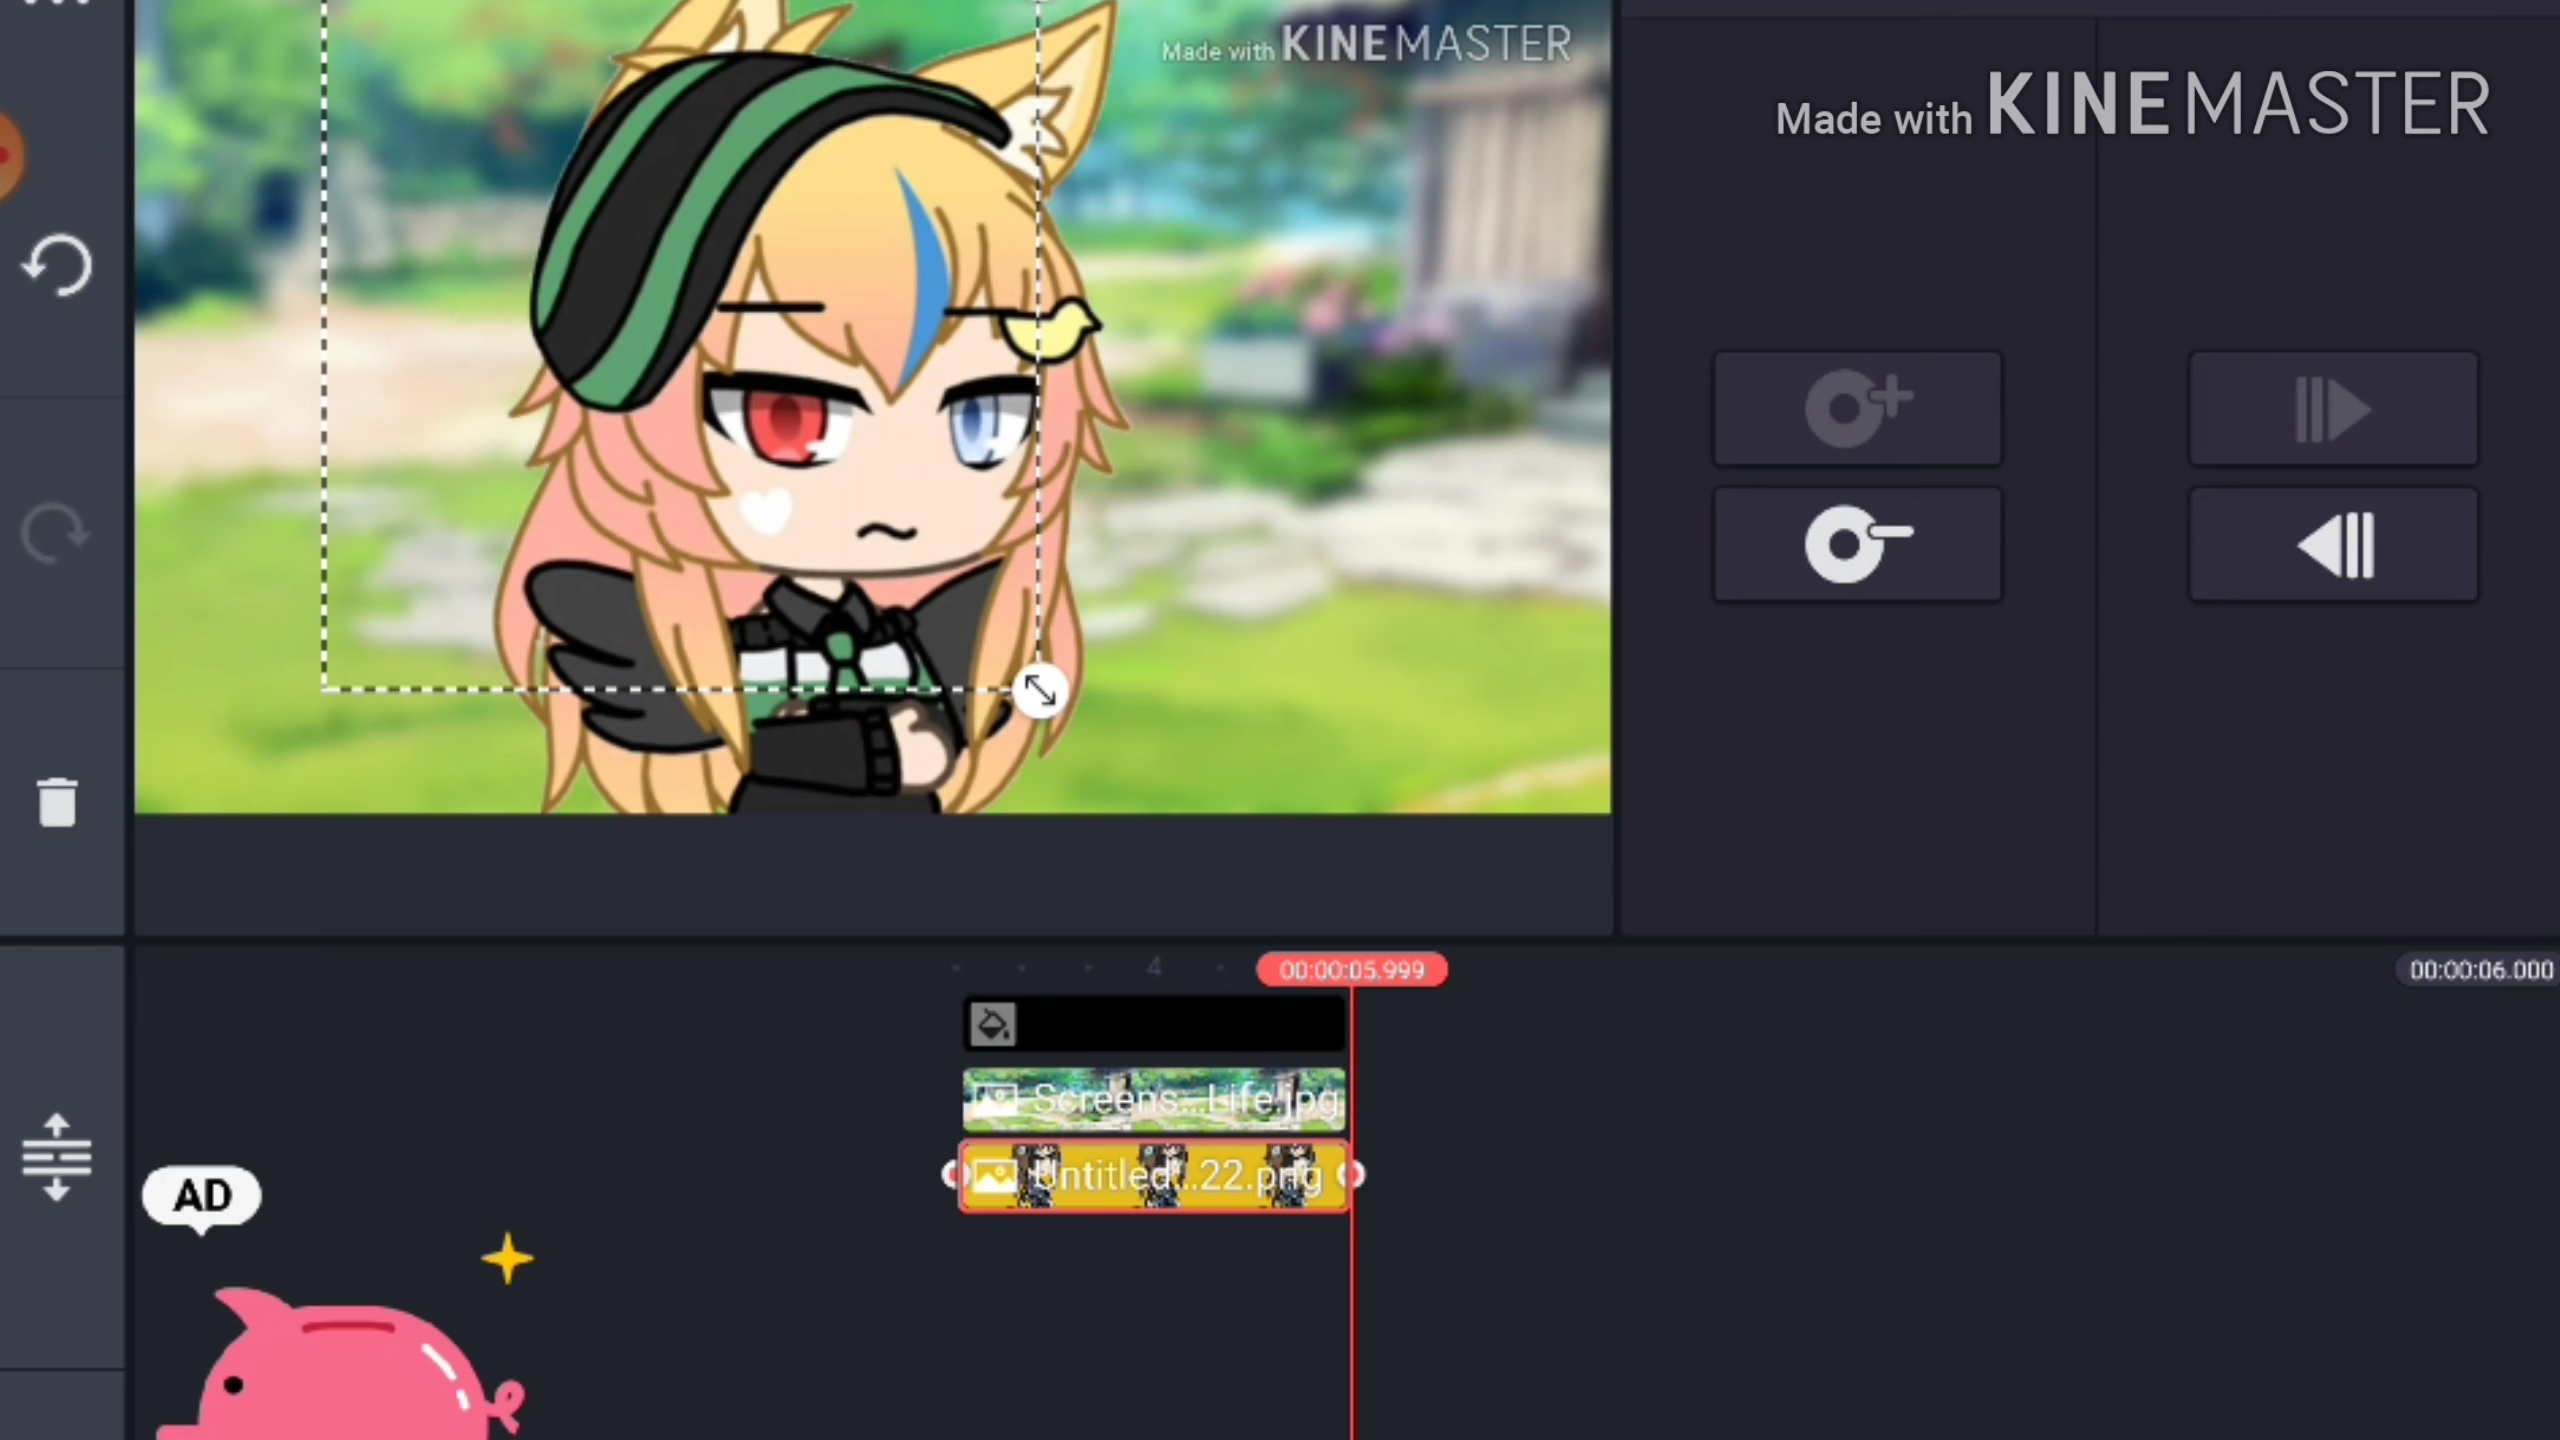 Made with KINEMASTER
Made with KINEMASTER
4
00:00:05.999
00:00:06.000
Screens...Life.jpg
Untitled...22.png
AD